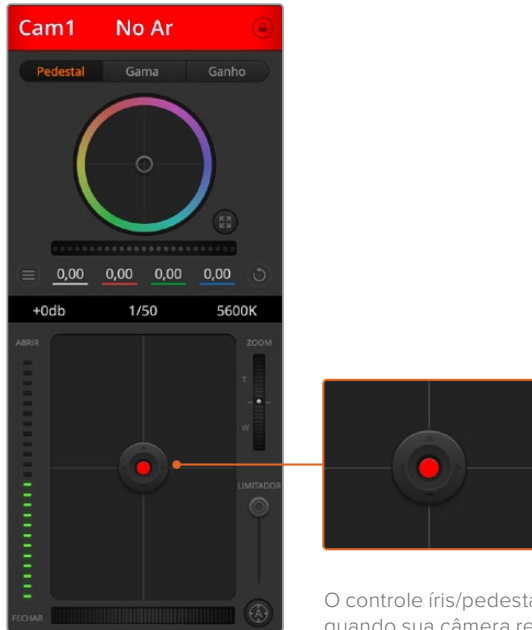 Cam1 No Ar
Pedestal Gama Ganho
0,00 0,00 0,00 0,00
+0db 1/50 5600K
ABRIR ZOOM
T
W
LIMITADOR
FECHAR A
O controle íris/pedesta
quando sua câmera re